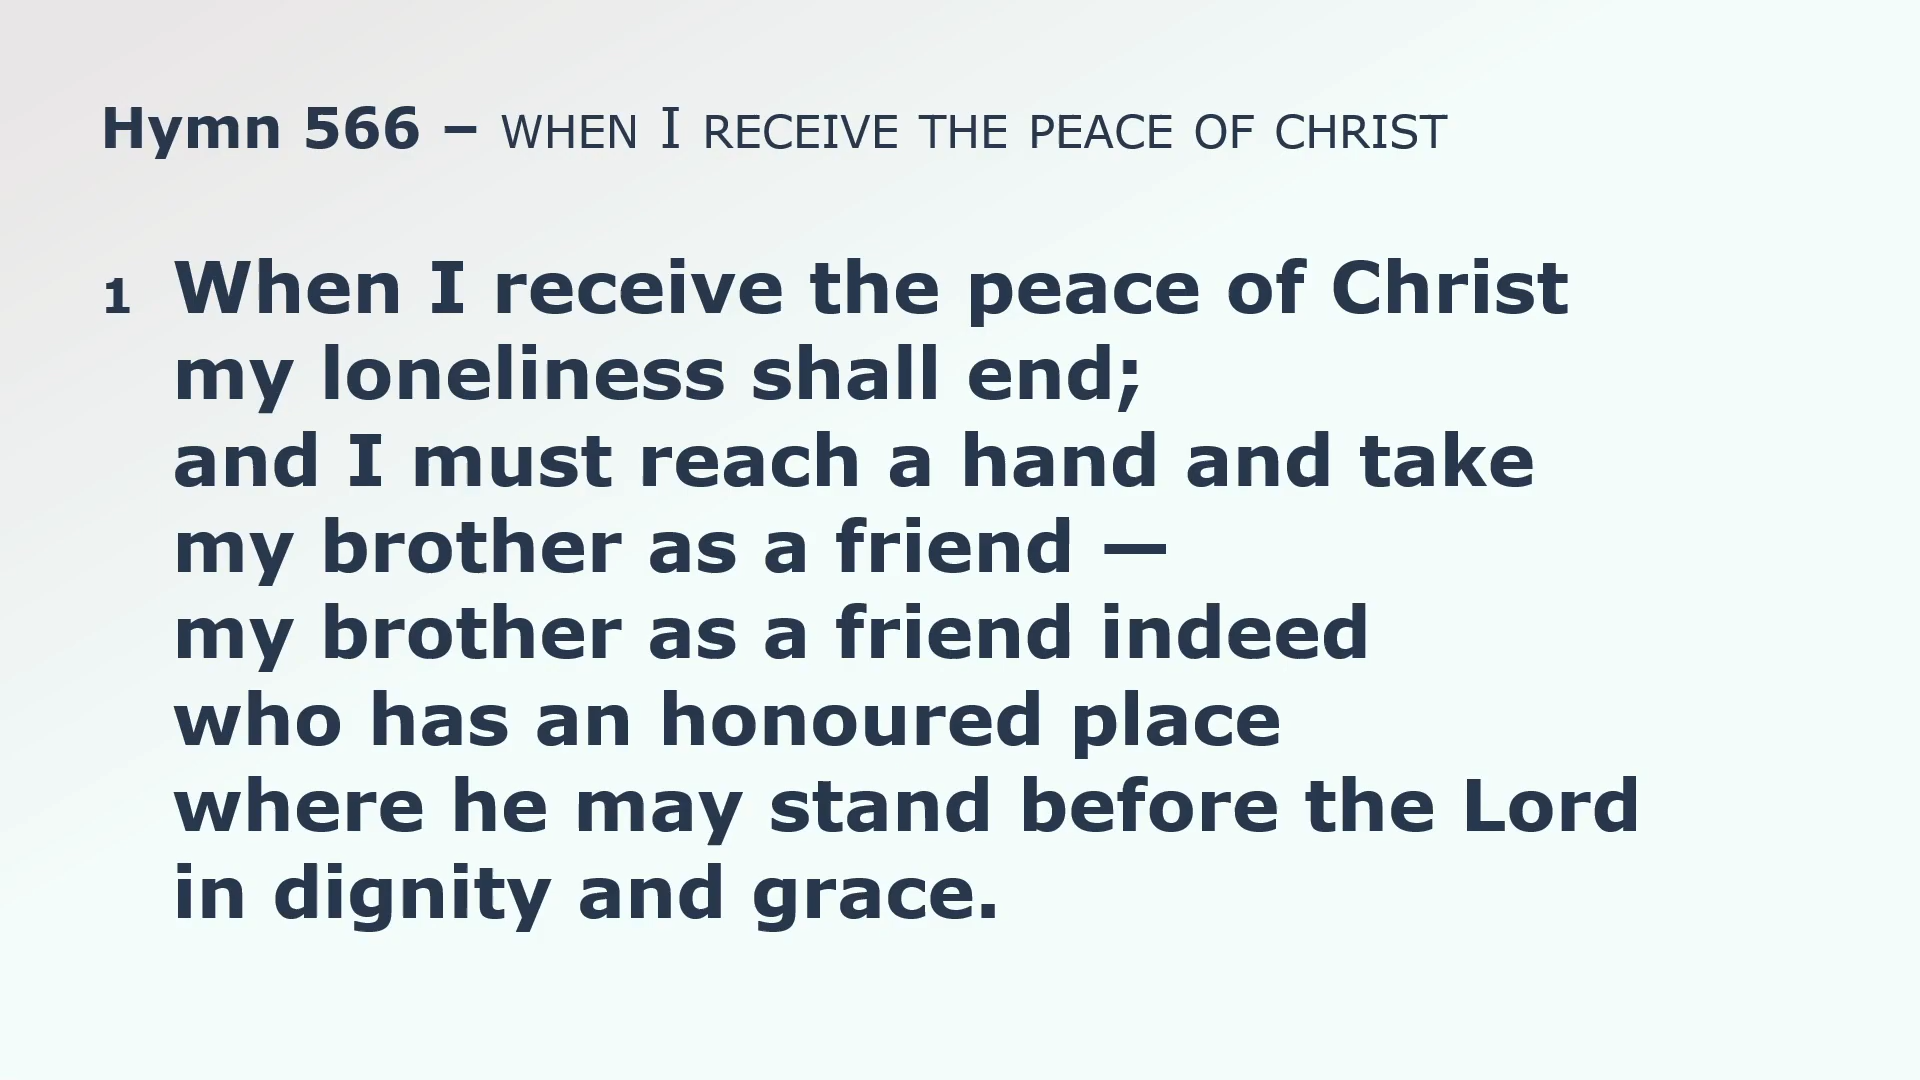 Hymn 566 – WHEN I RECEIVE THE PEACE OF CHRIST
1 When I receive the peace of Christ
my loneliness shall end;
and I must reach a hand and take
my brother as a friend —
my brother as a friend indeed
who has an honoured place
where he may stand before the Lord
in dignity and grace.